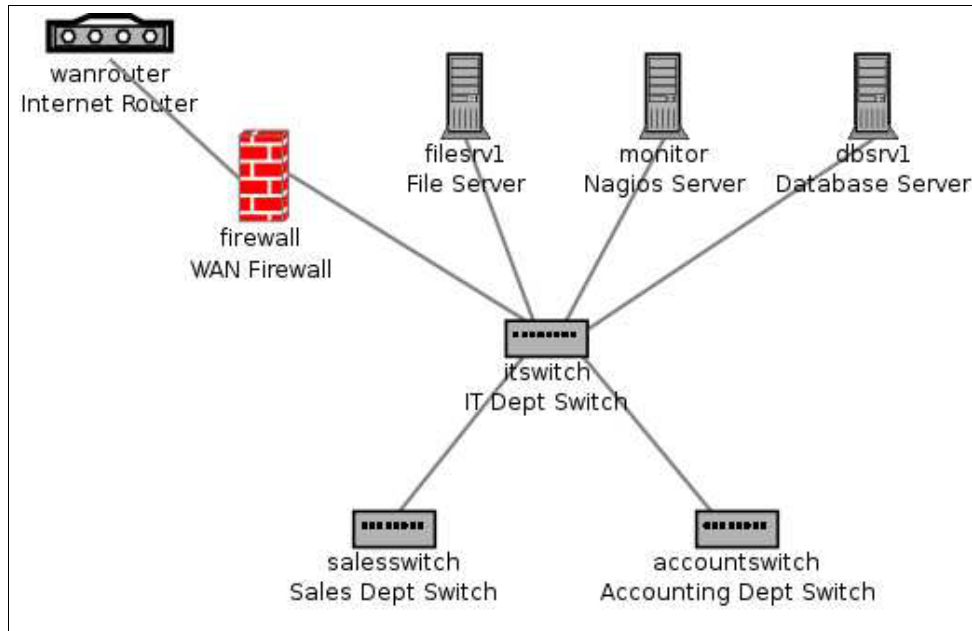 wanrouter
Internet Router
filesrv1
File Server
monitor
Nagios Server
dbsrv1
Database Server
firewall
WAN Firewall
itswitch
IT Dept Switch
salesswitch
Sales Dept Switch
accountswitch
Accounting Dept Switch